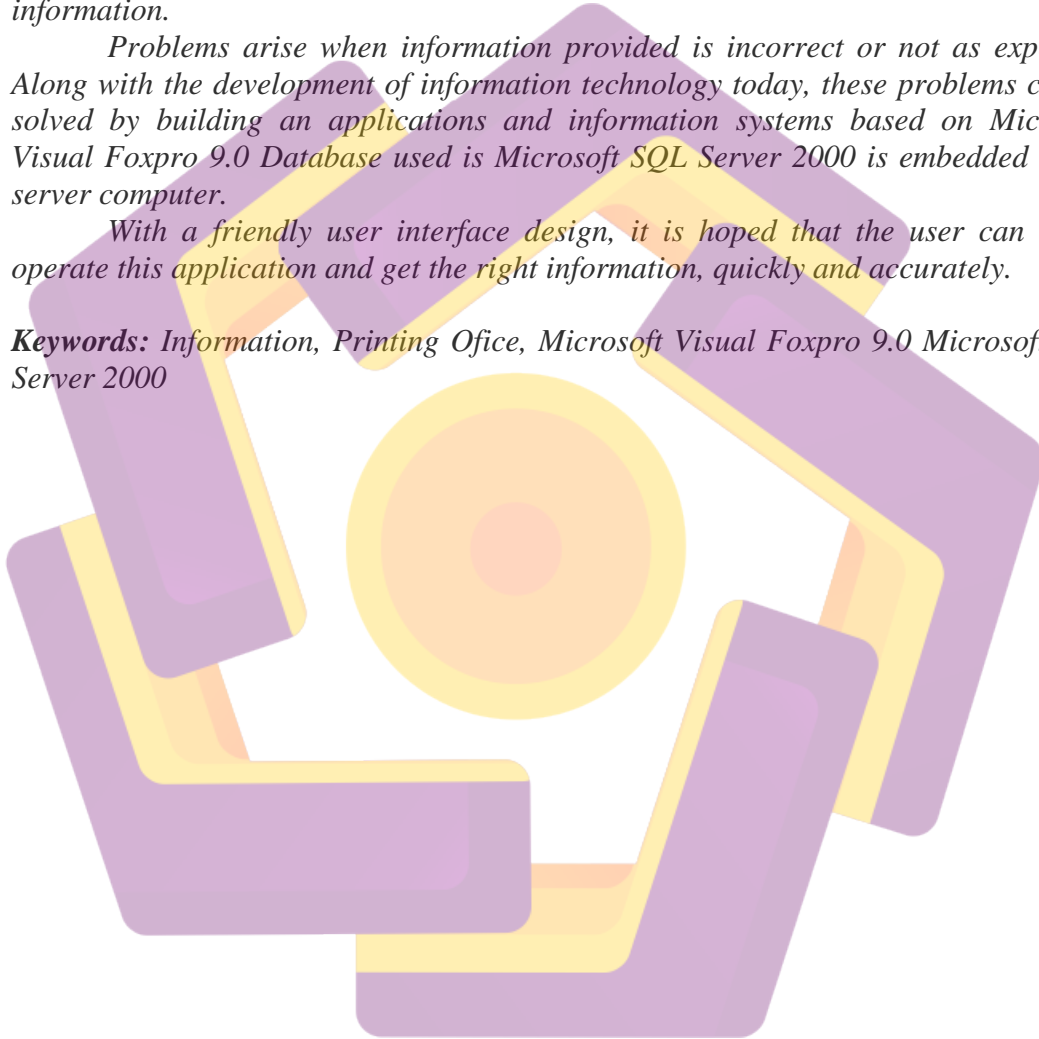 information.
Problems arise when information provided is incorrect or not as exp
Along with the development of information technology today, these problems c
solved by building an applications and information systems based on Mic
Visual Foxpro 9.0 Database used is Microsoft SQL Server 2000 is embedded
server computer.
With a friendly user interface design, it is hoped that the user can
operate this application and get the right information, quickly and accurately.
Keywords: Information, Printing Ofice, Microsoft Visual Foxpro 9.0 Microsof
Server 2000